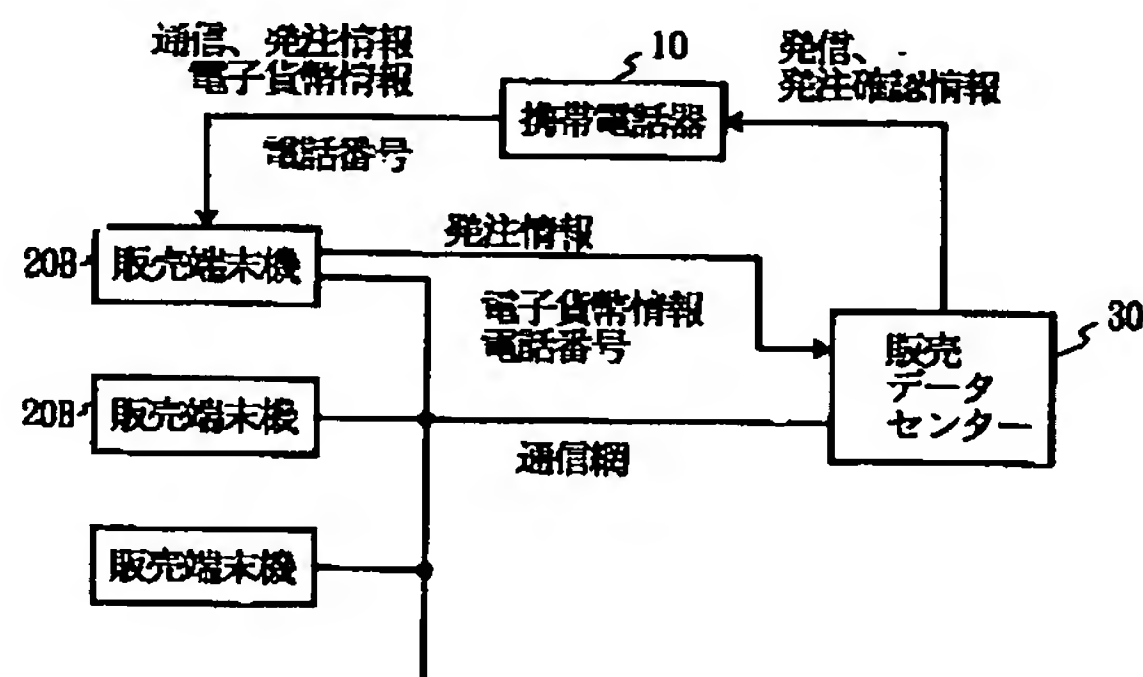 通信、発注情報
電子貨幣情報
10
発信、
発注確認情報
携帯電話器
電話番号
20B
販売端末機
発注情報
電子貨幣情報
電話番号
30
販売
データ
センター
20B
販売端末機
通信網
販売端末機